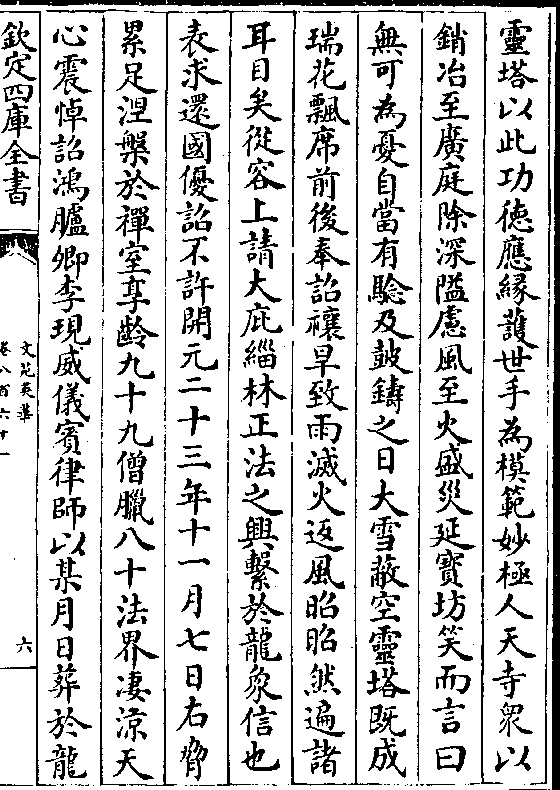 靈塔以此功徳應縁䕶世手為模範妙極人天寺衆以
銷冶至廣庭除深隘慮風至火盛災延寳坊笑而言曰
無可為憂自當有驗及鼓鑄之日大雪蔽空靈塔既成
瑞花飄席前後奉詔禳旱致雨滅火返風昭昭然遍諸
耳目矣從容上請大庇緇林正法之興繫於龍象信也
表求還國優詔不許開元二十三年十一月七日右脅
累足涅槃於禪室享齡九十九僧臘八十法界凄涼天
心震悼詔鴻臚卿李現威儀賓律師以某月日葬於龍
欽定四庫全書
文苑英華
卷八百六十一
六